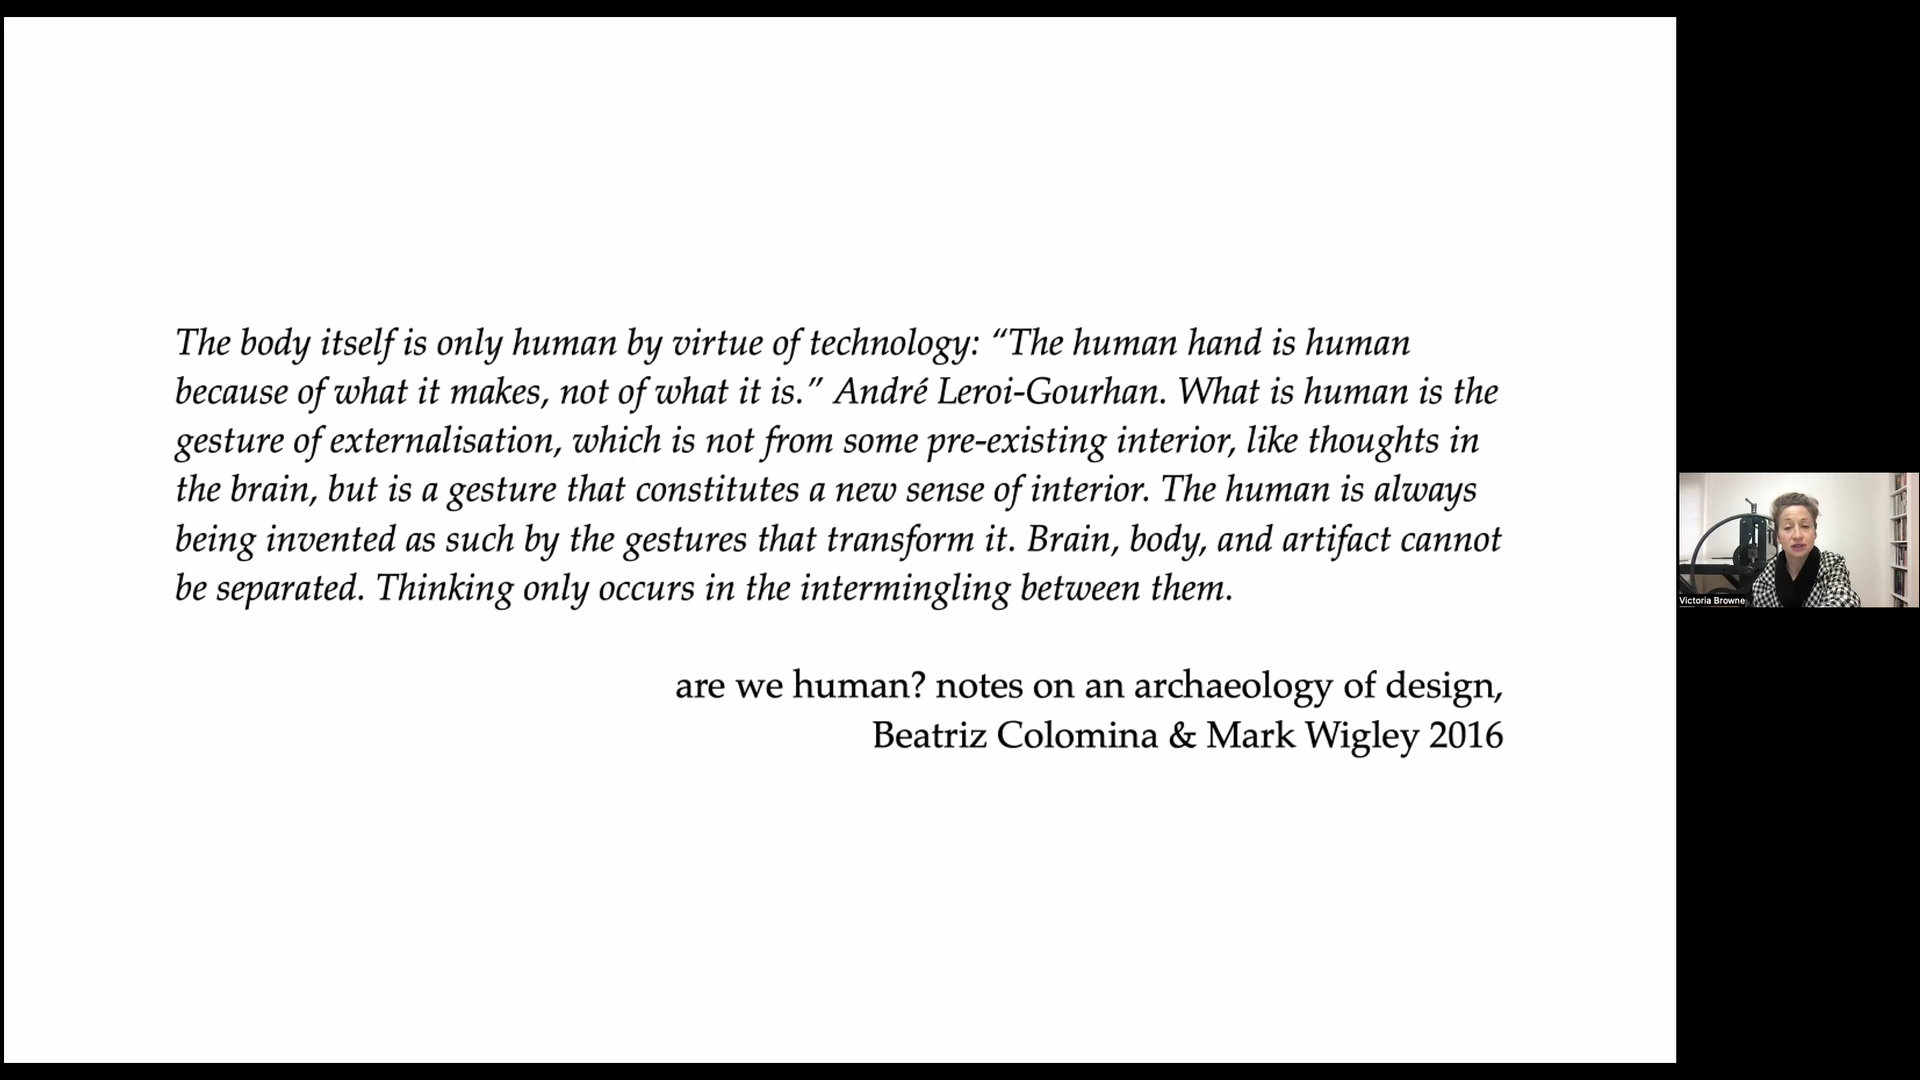 The body itself is only human by virtue of technology: “The human hand is human
because of what it makes, not of what it is.” André Leroi-Gourhan. What is human is the
gesture of externalisation, which is not from some pre-existing interior, like thoughts in
the brain, but is a gesture that constitutes a new sense of interior. The human is always
being invented as such by the gestures that transform it. Brain, body, and artifact cannot
be separated. Thinking only occurs in the intermingling between them.
are we human? notes on an archaeology of design,
Beatriz Colomina & Mark Wigley 2016
Victoria Browne